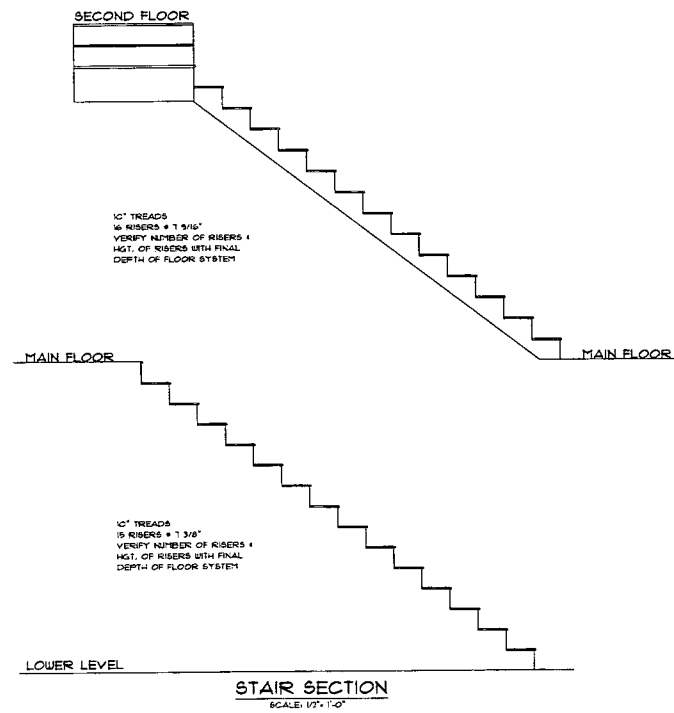 SECOND FLOOR
10" TREADS
16 RISERS @ 7 9/16"
VERIFY NUMBER OF RISERS &
HGT. OF RISERS WITH FINAL
DEPTH OF FLOOR SYSTEM
MAIN FLOOR
MAIN FLOOR
10" TREADS
15 RISERS @ 7 3/8"
VERIFY NUMBER OF RISERS &
HGT. OF RISERS WITH FINAL
DEPTH OF FLOOR SYSTEM
LOWER LEVEL
STAIR SECTION
SCALE: 1/2"= 1'-0"